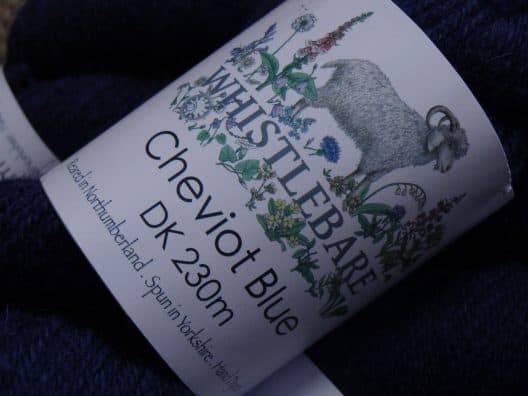 WHISTLEBARE
Cheviot Blue
DK 230m
Reared in Northumberland . Spun in Yorkshire .